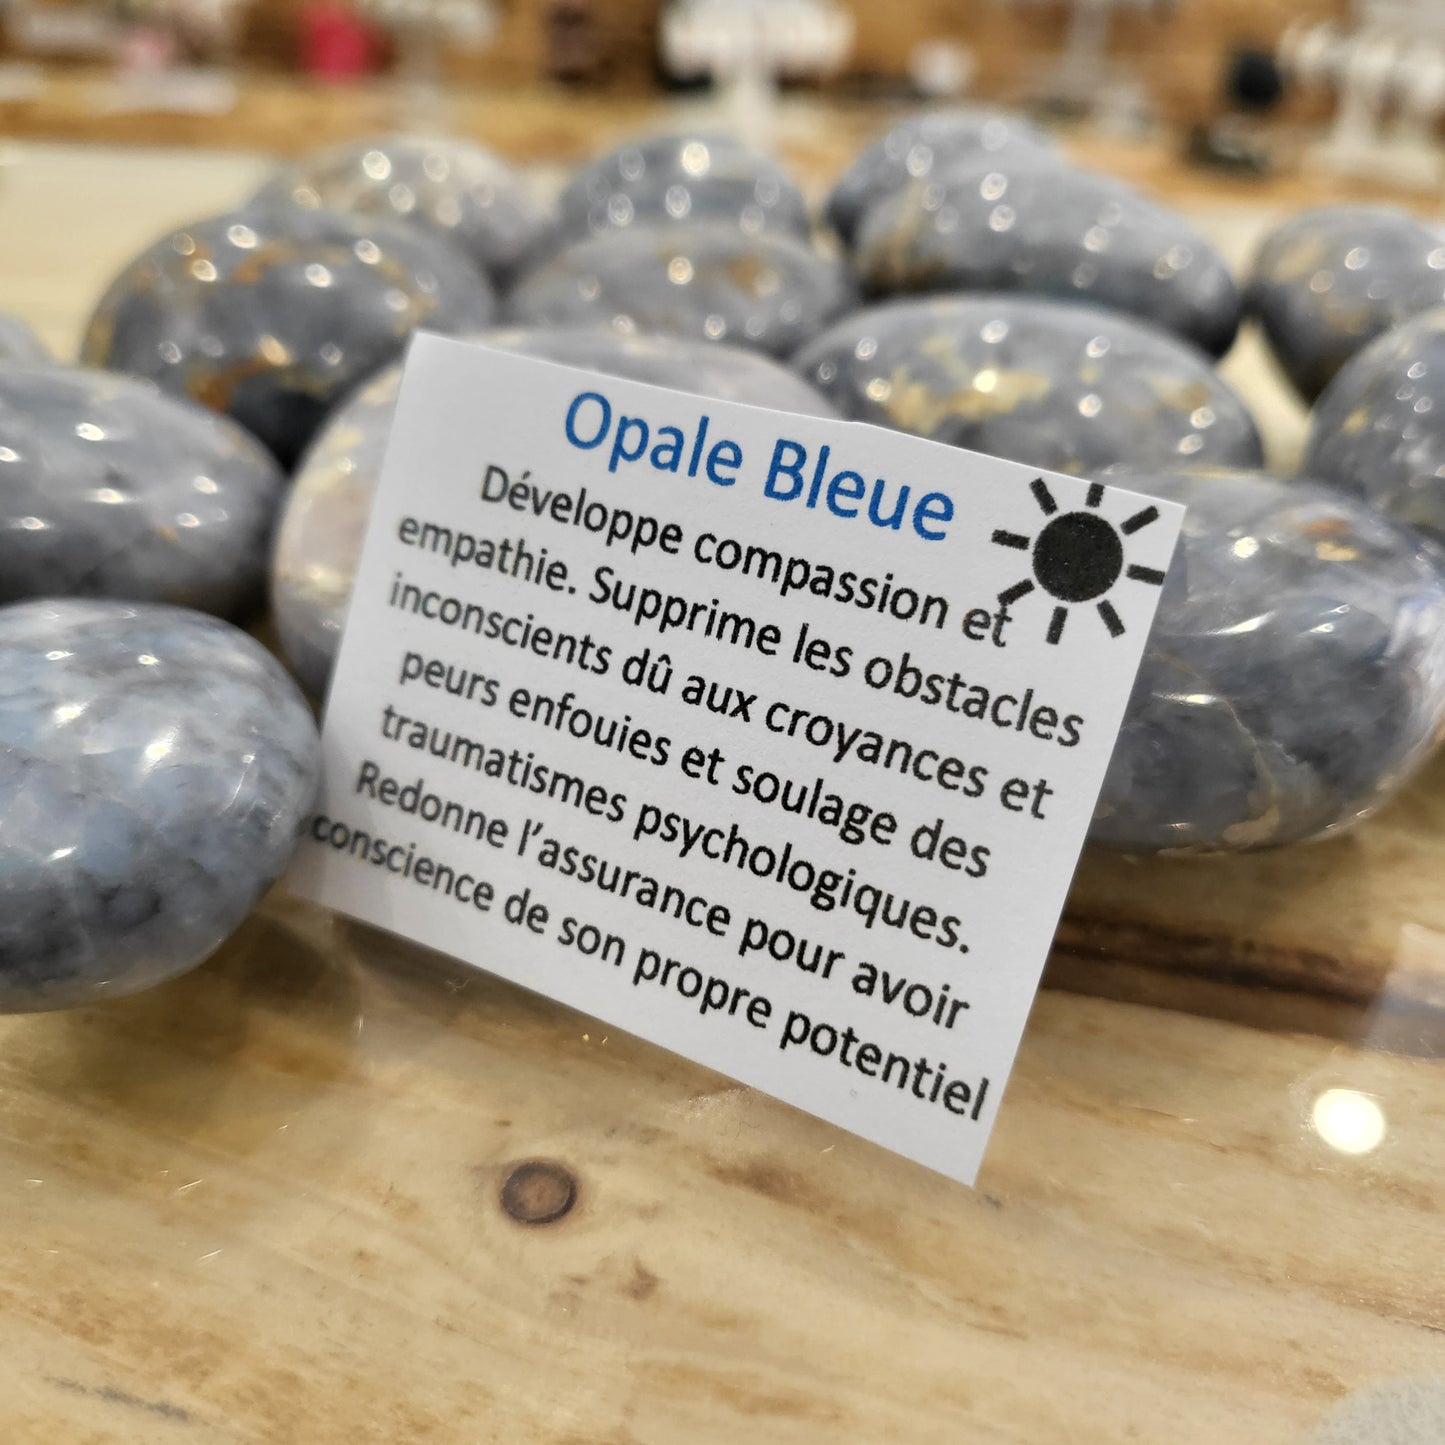 Opale Bleue
Développe compassion et
empathie. Supprime les obstacles
inconscients dû aux croyances et
peurs enfouies et soulage des
traumatismes psychologiques.
Redonne l'assurance pour avoir
conscience de son propre potentiel